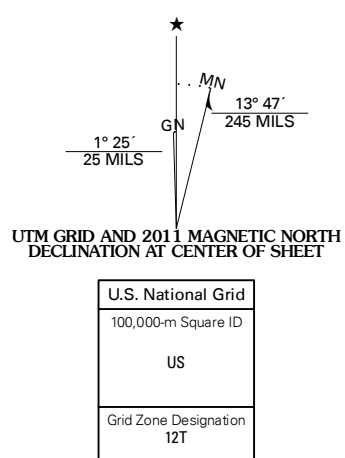 ★
MN
GN
13° 47´
245 MILS
1° 25´
25 MILS
UTM GRID AND 2011 MAGNETIC NORTH
DECLINATION AT CENTER OF SHEET
U.S. National Grid
100,000-m Square ID
US
Grid Zone Designation
12T